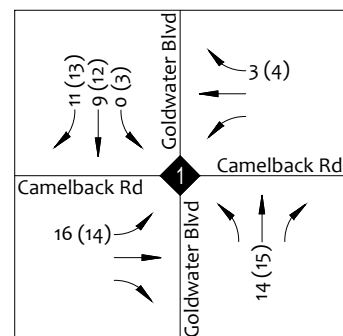 11 (13)
9 (12)
0 (3)
Goldwater Blvd
3 (4)
Camelback Rd
1
Camelback Rd
16 (14)
Goldwater Blvd
14 (15)